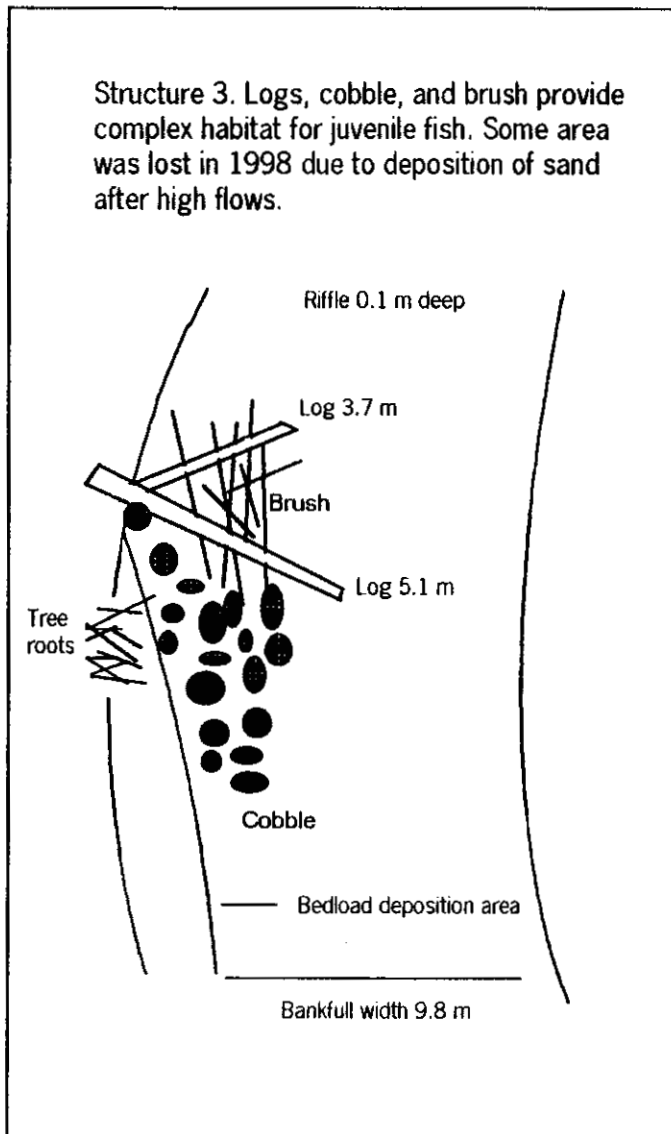 Structure 3. Logs, cobble, and brush provide
complex habitat for juvenile fish. Some area
was lost in 1998 due to deposition of sand
after high flows.
Riffle 0.1 m deep
Log 3.7 m
Brush
Log 5.1 m
Tree
roots
Cobble
Bedload deposition area
Bankfull width 9.8 m